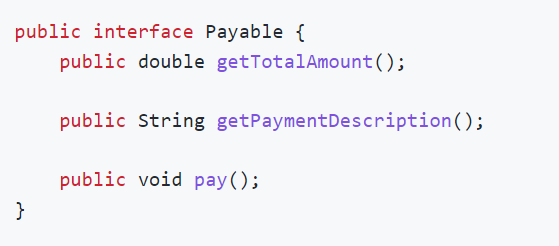 public interface Payable {
    public double getTotalAmount();
    public String getPaymentDescription();
    public void pay();
}